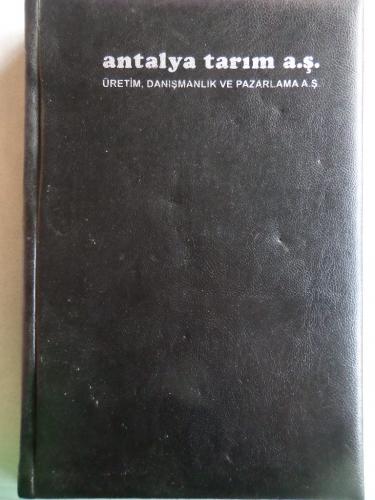 antalya tarım a.ş.
ÜRETİM, DANIŞMANLIK VE PAZARLAMA A.Ş.